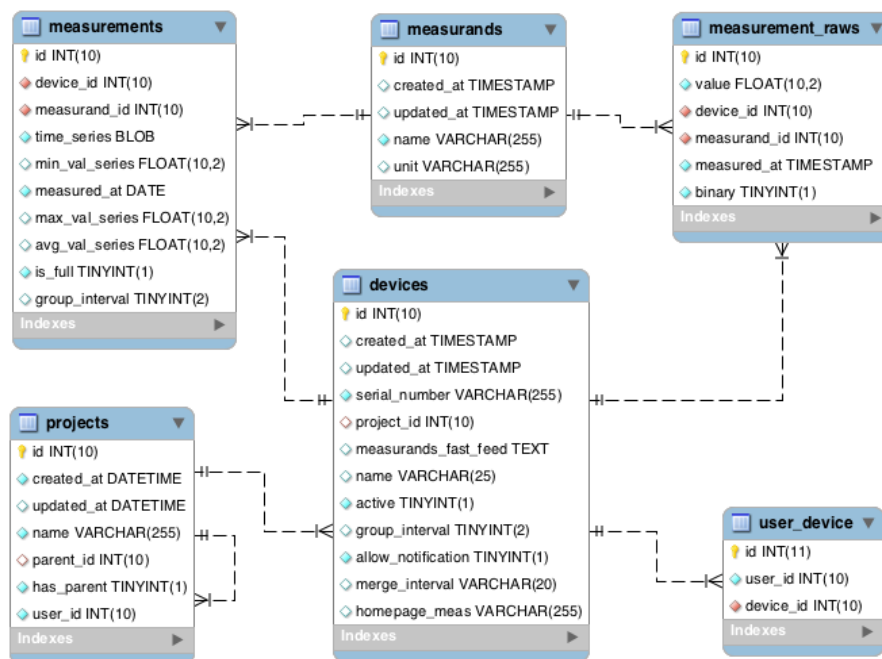 measurements
id INT(10)
device_id INT(10)
measurand_id INT(10)
time_series BLOB
min_val_series FLOAT(10,2)
measured_at DATE
max_val_series FLOAT(10,2)
avg_val_series FLOAT(10,2)
is_full TINYINT(1)
group_interval TINYINT(2)
Indexes
measurands
id INT(10)
created_at TIMESTAMP
updated_at TIMESTAMP
name VARCHAR(255)
unit VARCHAR(255)
Indexes
measurement_raws
id INT(10)
value FLOAT(10,2)
device_id INT(10)
measurand_id INT(10)
measured_at TIMESTAMP
binary TINYINT(1)
Indexes
devices
id INT(10)
created_at TIMESTAMP
updated_at TIMESTAMP
serial_number VARCHAR(255)
project_id INT(10)
measurands_fast_feed TEXT
name VARCHAR(25)
active TINYINT(1)
group_interval TINYINT(2)
allow_notification TINYINT(1)
merge_interval VARCHAR(20)
homepage_meas VARCHAR(255)
Indexes
projects
id INT(10)
created_at DATETIME
updated_at DATETIME
name VARCHAR(255)
parent_id INT(10)
has_parent TINYINT(1)
user_id INT(10)
Indexes
user_device
id INT(11)
user_id INT(10)
device_id INT(10)
Indexes